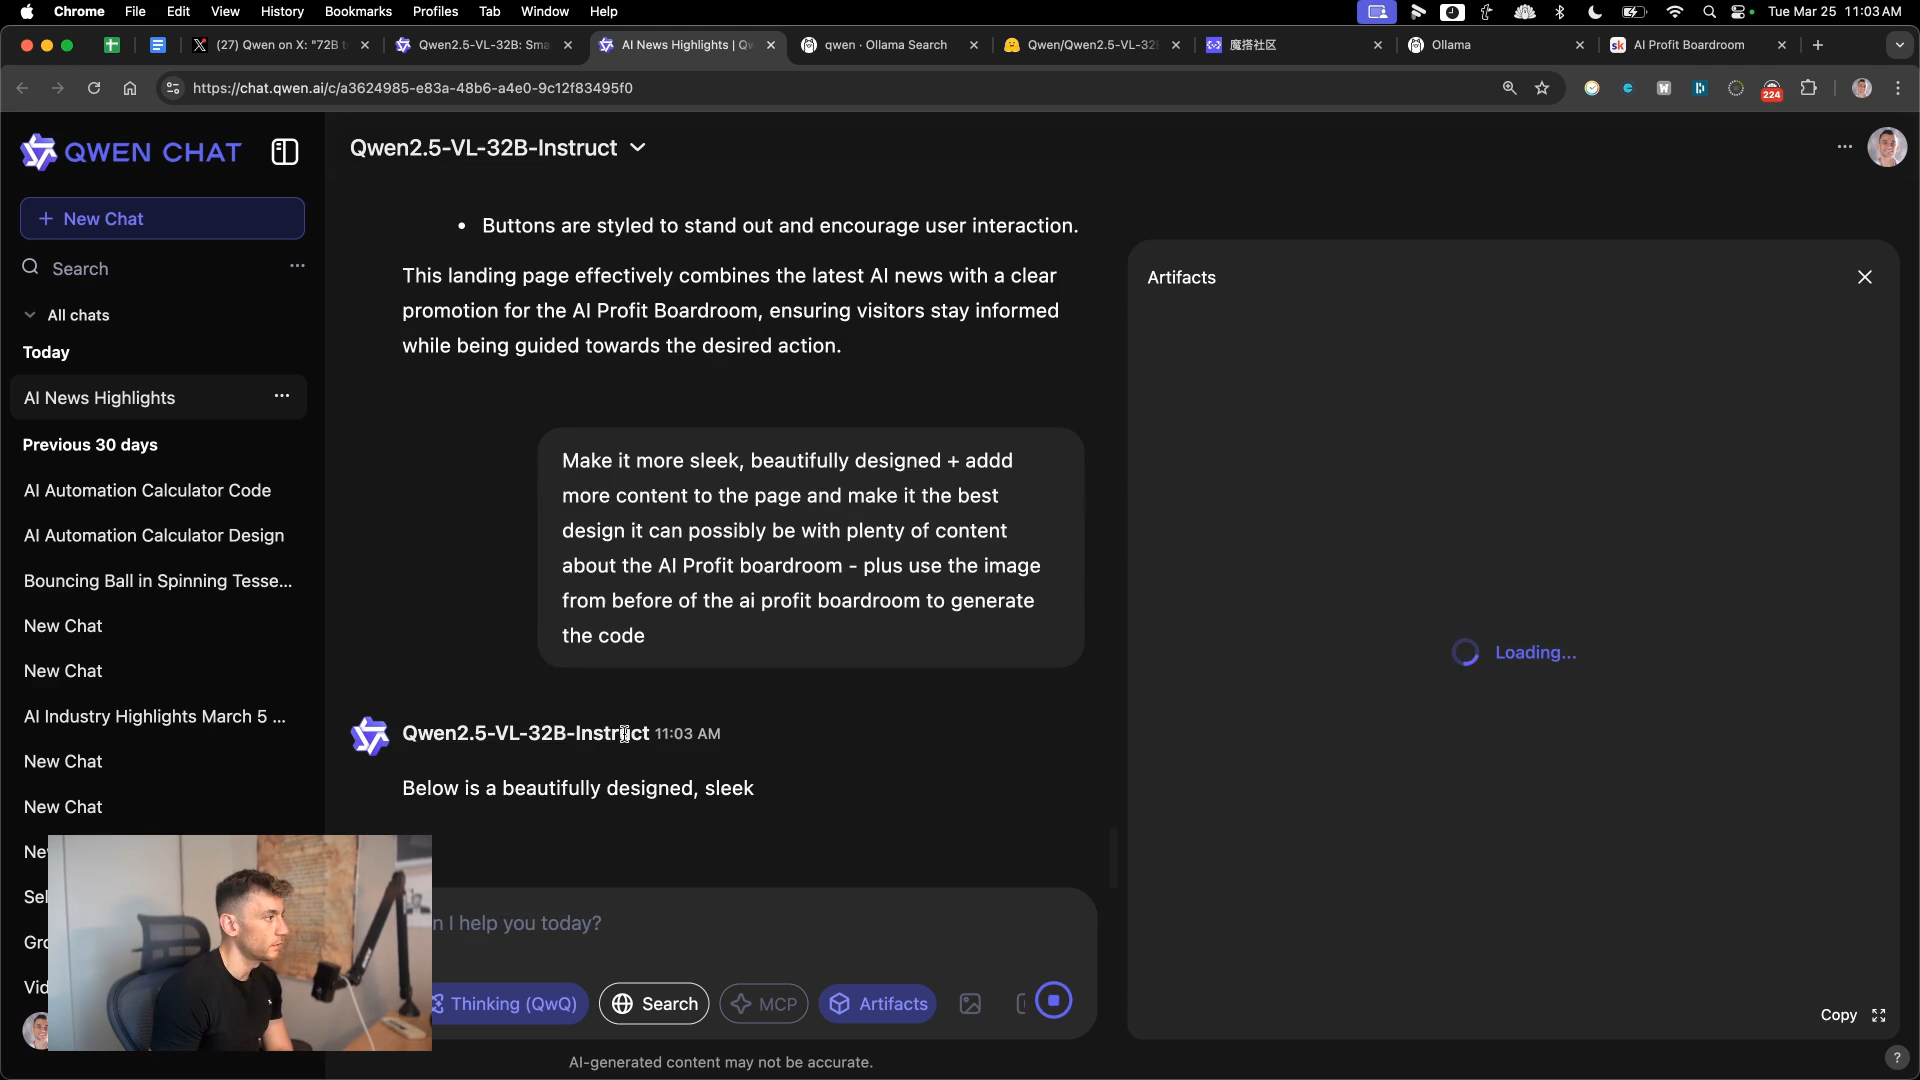 Chrome File Edit View History Bookmarks Profiles Tab Window Help Tue Mar 25 11:03 AM
(27) Qwen on X: "72B Qwen2.5-VL-32B: Sma AI News Highlights | Qw qwen · Ollama Search Qwen/Qwen2.5-VL-32 魔搭社区 Ollama sk AI Profit Boardroom
https://chat.qwen.ai/c/a3624985-e83a-48b6-a4e0-9c12f83495f0
224
QWEN CHAT
New Chat
Search
All chats
Today
AI News Highlights
Previous 30 days
AI Automation Calculator Code
AI Automation Calculator Design
Bouncing Ball in Spinning Tesse...
New Chat
New Chat
AI Industry Highlights March 5 ...
New Chat
New Chat
Ne
Sel
Gro
Vid
Qwen2.5-VL-32B-Instruct
• Buttons are styled to stand out and encourage user interaction.
This landing page effectively combines the latest AI news with a clear
promotion for the AI Profit Boardroom, ensuring visitors stay informed
while being guided towards the desired action.
Make it more sleek, beautifully designed + addd
more content to the page and make it the best
design it can possibly be with plenty of content
about the AI Profit boardroom - plus use the image
from before of the ai profit boardroom to generate
the code
Qwen2.5-VL-32B-Instruct 11:03 AM
Below is a beautifully designed, sleek
n I help you today?
Thinking (QwQ) Search MCP Artifacts
AI-generated content may not be accurate.
Artifacts
Loading...
Copy
?